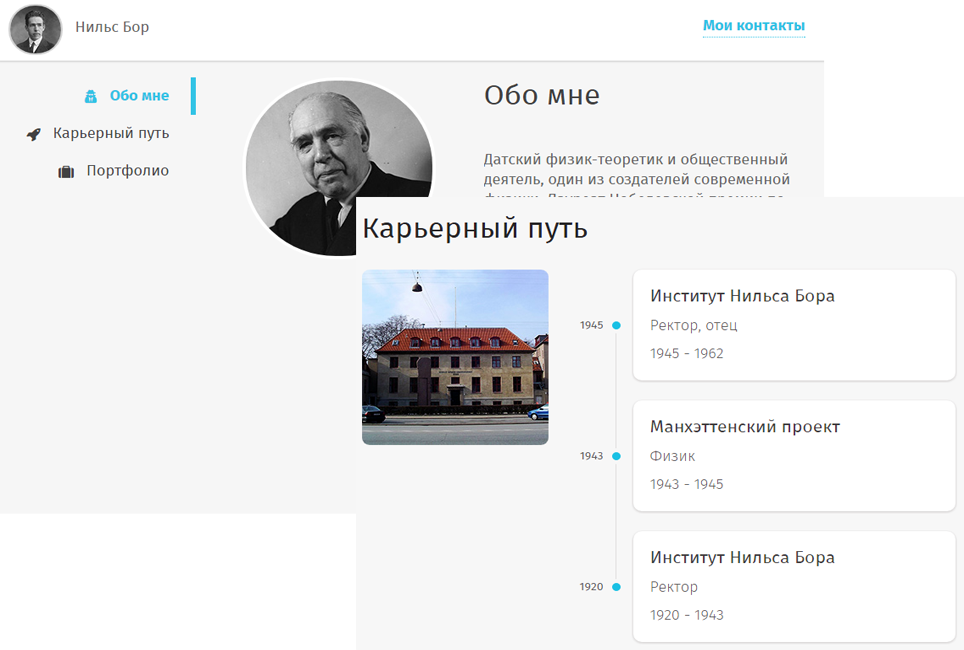 Нильс Бор
Мои контакты
Обо мне
Карьерный путь
Портфолио
Обо мне
Датский физик-теоретик и общественный
деятель, один из создателей современной
Карьерный путь
1945
Институт Нильса Бора
Ректор, отец
1945 - 1962
1943
Манхэттенский проект
Физик
1943 - 1945
1920
Институт Нильса Бора
Ректор
1920 - 1943